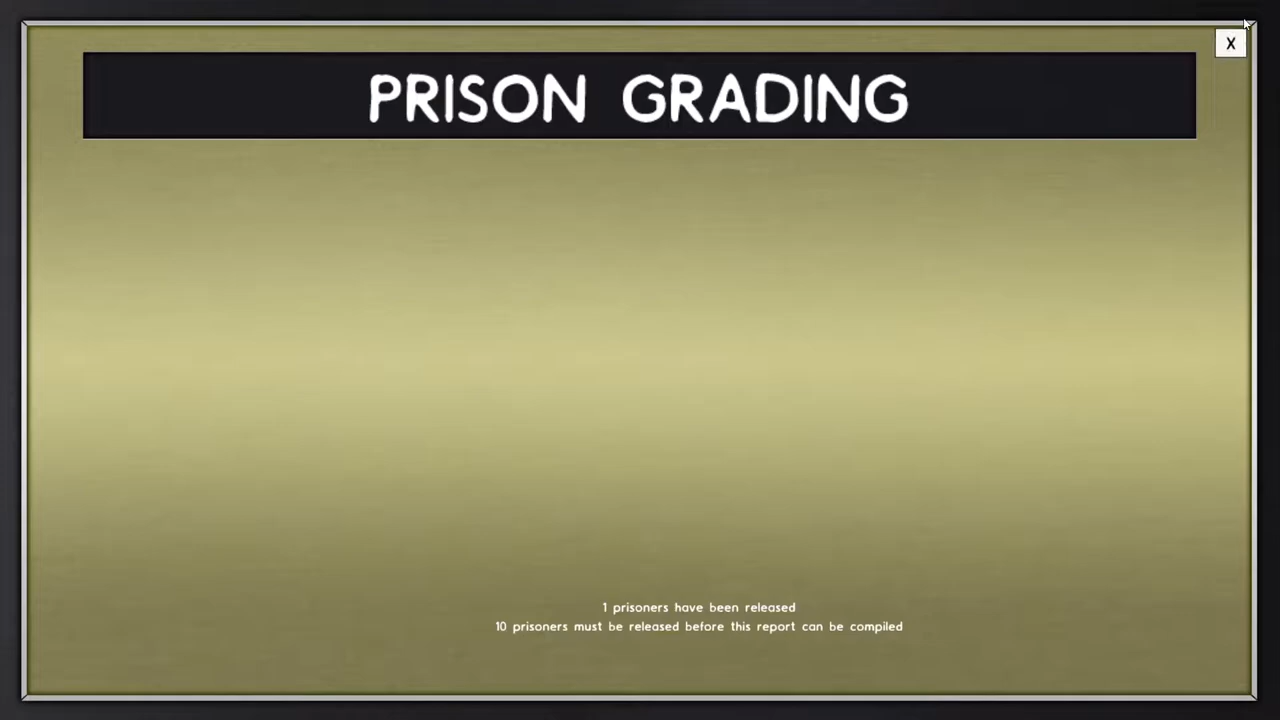 X
PRISON GRADING
1 prisoners have been released
10 prisoners must be released before this report can be compiled